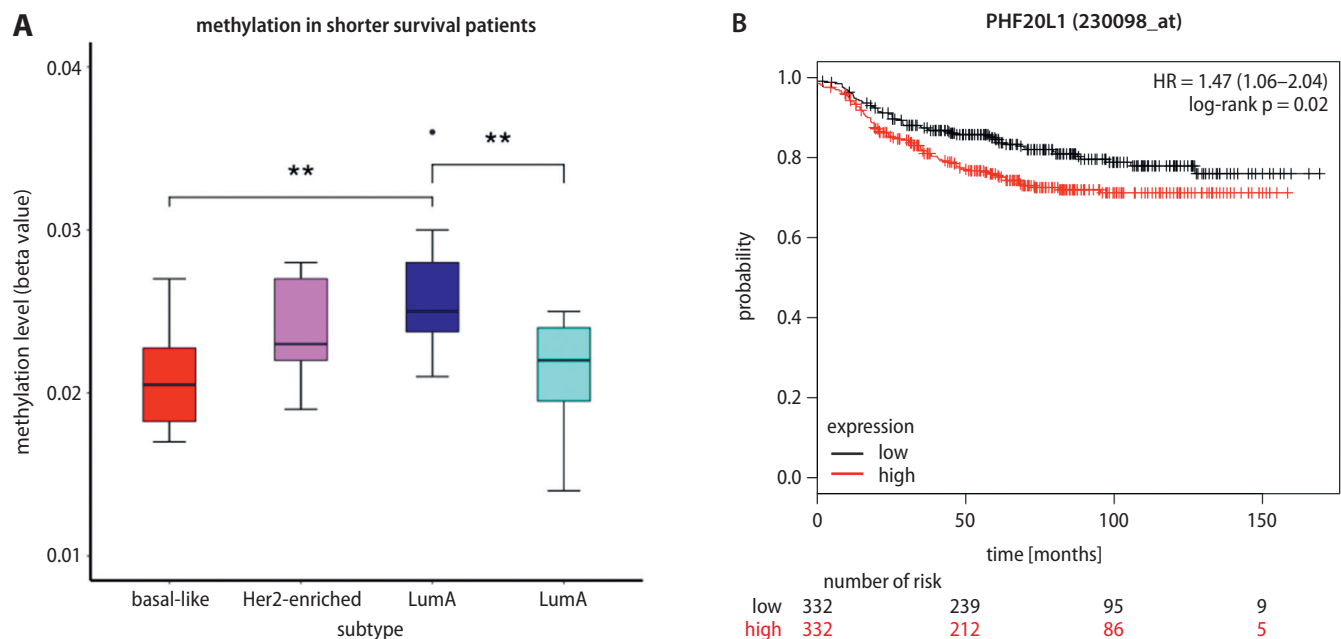 A
methylation in shorter survival patients
methylation level (beta value)
0.04
0.03
0.02
0.01
**
**
basal-like Her2-enriched LumA LumA
subtype
B
PHF20L1 (230098_at)
HR = 1.47 (1.06–2.04)
log-rank p = 0.02
probability
1.0
0.8
0.6
0.4
0.2
0.0
expression
low
high
0 50 100 150
time [months]
number of risk
low 332 239 95 9
high 332 212 86 5